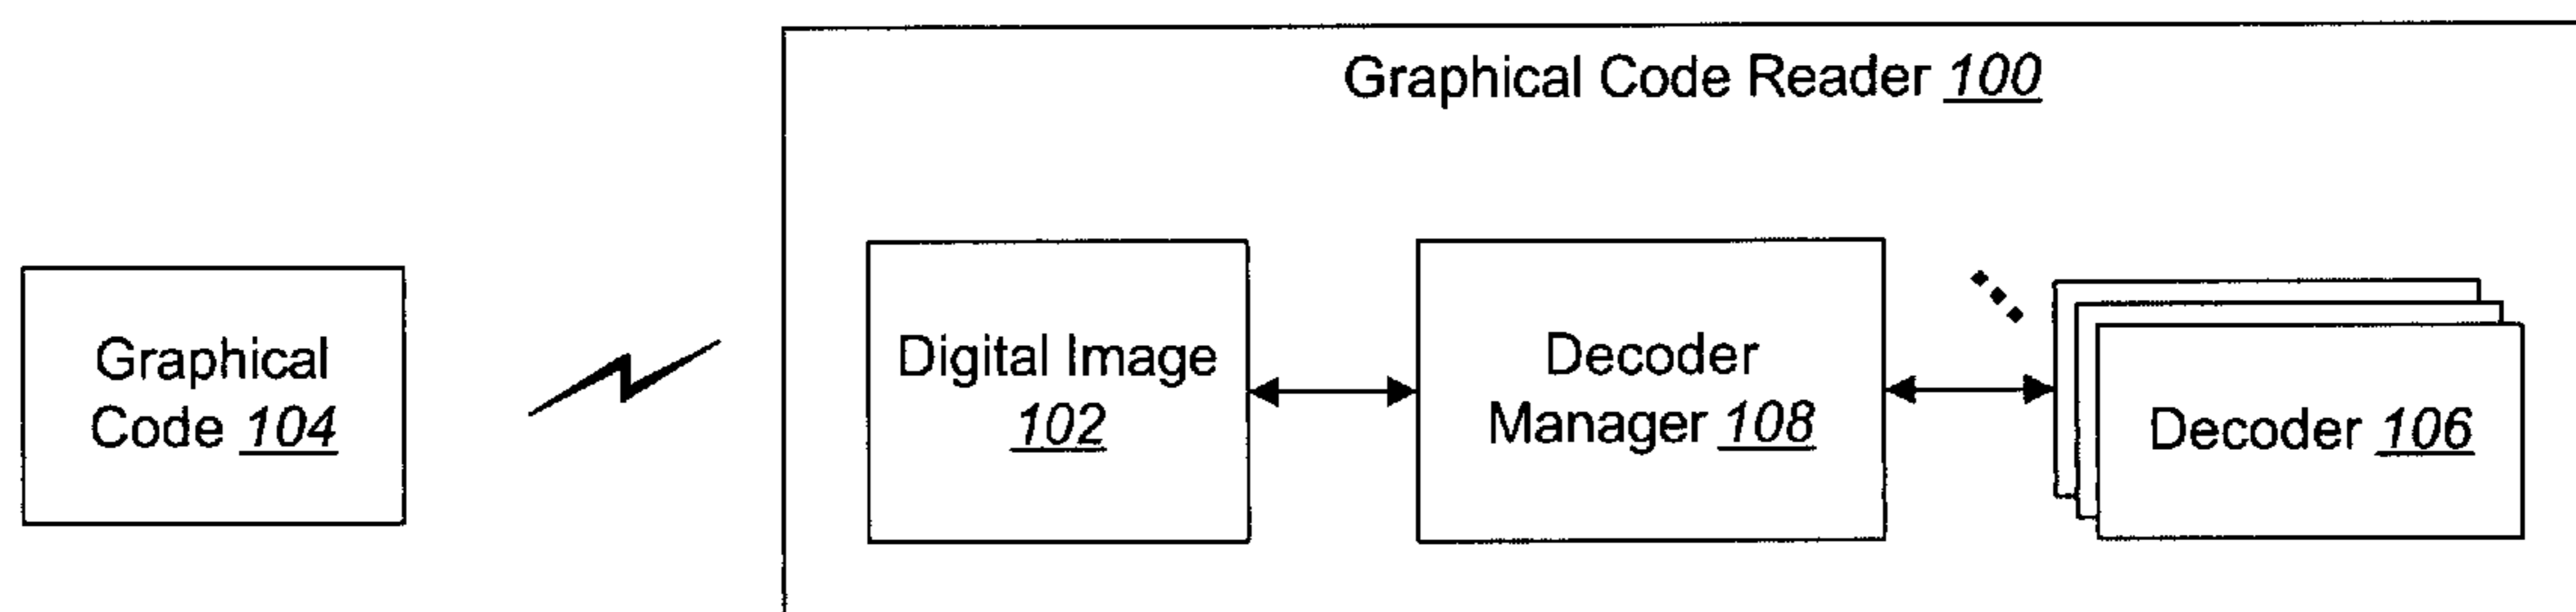 Graphical Code Reader 100
Graphical
Code 104
Digital Image
102
Decoder
Manager 108
Decoder 106